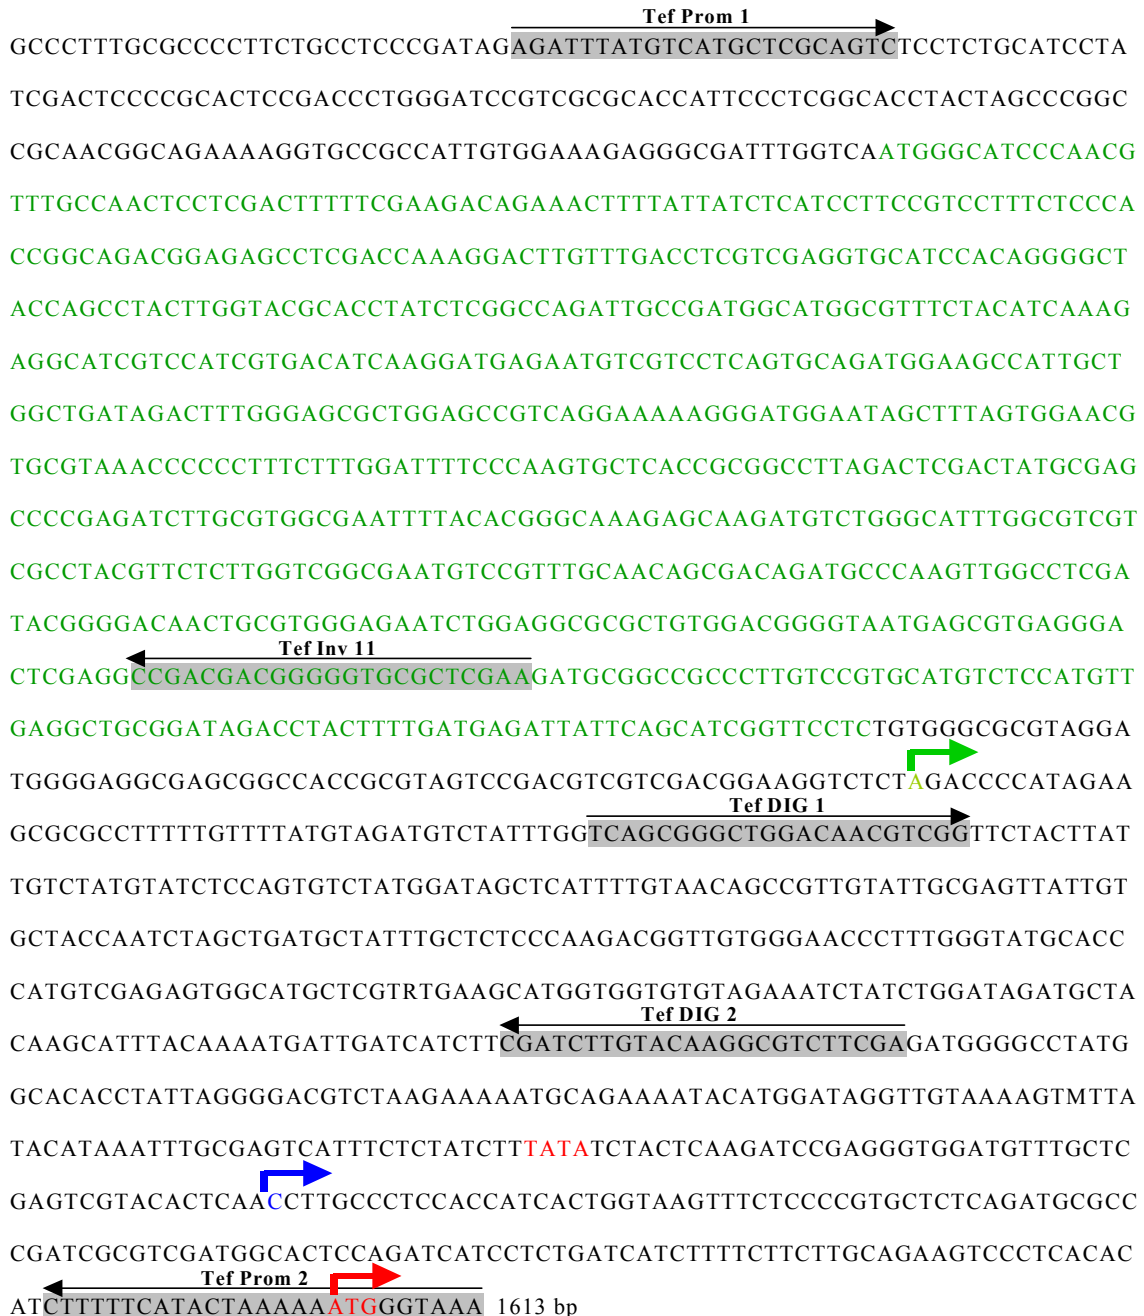 Tef Prom 1
GCCCTTTGCGCCCCTTCTGCCTCCCGATAGAGATTTATGTCATGCTCGCAGTCTCCTCTGCATCCTA
TCGACTCCCCGCACTCCGACCCTGGGATCCGTCGCGCACCATTCCCTCGGCACCTACTAGCCCGGC
CGCAACGGCAGAAAAGGTGCCGCCATTGTGGAAAGAGGGCGATTTGGTCAATGGGCATCCCAACG
TTTGCCAACTCCTCGACTTTTTCGAAGACAGAAACTTTTATTATCTCATCCTTCCGTCCTTTCTCCCA
CCGGCAGACGGAGAGCCTCGACCAAAGGACTTGTTTGACCTCGTCGAGGTGCATCCACAGGGGCT
ACCAGCCTACTTGGTACGCACCTATCTCGGCCAGATTGCCGATGGCATGGCGTTTCTACATCAAAG
AGGCATCGTCCATCGTGACATCAAGGATGAGAATGTCGTCCTCAGTGCAGATGGAAGCCATTGCT
GGCTGATAGACTTTGGGAGCGCTGGAGCCGTCAGGAAAAAGGGATGGAATAGCTTTAGTGGAACG
TGCGTAAACCCCCCTTTCTTTGGATTTTCCCAAGTGCTCACCGCGGCCTTAGACTCGACTATGCGAG
CCCCGAGATCTTGCGTGGCGAATTTTACACGGGCAAAGAGCAAGATGTCTGGGCATTTGGCGTCGT
CGCCTACGTTCTCTTGGTCGGCGAATGTCCGTTTGCAACAGCGACAGATGCCCAAGTTGGCCTCGA
TACGGGGACAACTGCGTGGGAGAATCTGGAGGCGCGCTGTGGACGGGGTAATGAGCGTGAGGGA
Tef Inv 11
CTCGAGGCCGACGACGGGGGTGCGCTCGAAGATGCGGCCGCCCTTGTCCGTGCATGTCTCCATGTT
GAGGCTGCGGATAGACCTACTTTTGATGAGATTATTCAGCATCGGTTCCTCTGTGGGCGCGTAGGA
TGGGGAGGCGAGCGGCCACCGCGTAGTCCGACGTCGTCGACGGAAGGTCTCTAGACCCCATAGAA
Tef DIG 1
GCGCGCCTTTTTGTTTTATGTAGATGTCTATTTGGTCAGCGGGCTGGACAACGTCGGTTCTACTTAT
TGTCTATGTATCTCCAGTGTCTATGGATAGCTCATTTTGTAACAGCCGTTGTATTGCGAGTTATTGT
GCTACCAATCTAGCTGATGCTATTTGCTCTCCCAAGACGGTTGTGGGAACCCTTTGGGTATGCACC
CATGTCGAGAGTGGCATGCTCGTRTGAAGCATGGTGGTGTGTAGAAATCTATCTGGATAGATGCTA
Tef DIG 2
CAAGCATTTACAAAATGATTGATCATCTTCGATCTTGTACAAGGCGTCTTCGAGATGGGGCCTATG
GCACACCTATTAGGGGACGTCTAAGAAAAATGCAGAAAATACATGGATAGGTTGTAAAAGTMTTA
TACATAAATTTGCGAGTCATTTCTCTATCTTTATATCTACTCAAGATCCGAGGGTGGATGTTTGCTC
GAGTCGTACACTCAACCTTGCCCTCCACCATCACTGGTAAGTTTCTCCCCGTGCTCTCAGATGCGCC
CGATCGCGTCGATGGCACTCCAGATCATCCTCTGATCATCTTTTCTTCTTGCAGAAGTCCCTCACAC
Tef Prom 2
ATCTTTTTCATACTAAAAAATGGGTAAA 1613 bp